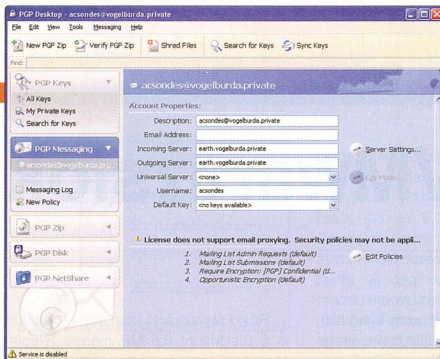 PGP Desktop - acsondes@vogelburda.private
File Edit View Tools Messaging Help
New PGP Zip Verify PGP Zip Shred Files Search for Keys Sync Keys
Find:
PGP Keys
All Keys
My Private Keys
Search for Keys
PGP Messaging
acsondes@vogelburda.priv...
Messaging Log
New Policy
PGP Zip
PGP Disk
PGP NetShare
acsondes@vogelburda.private
Account Properties:
Description: acsondes@vogelburda.private
Email Address:
Incoming Server: earth.vogelburda.private
Server Settings...
Outgoing Server: earth.vogelburda.private
Universal Server: <none>
Key Mode...
Username: acsondes
Default Key: <no keys available>
License does not support email proxying. Security policies may not be appli...
1. Mailing List Admin Requests (default)
Edit Policies
2. Mailing List Submissions (default)
3. Require Encryption: [PGP] Confidential (d...
4. Opportunistic Encryption (default)
Service is disabled